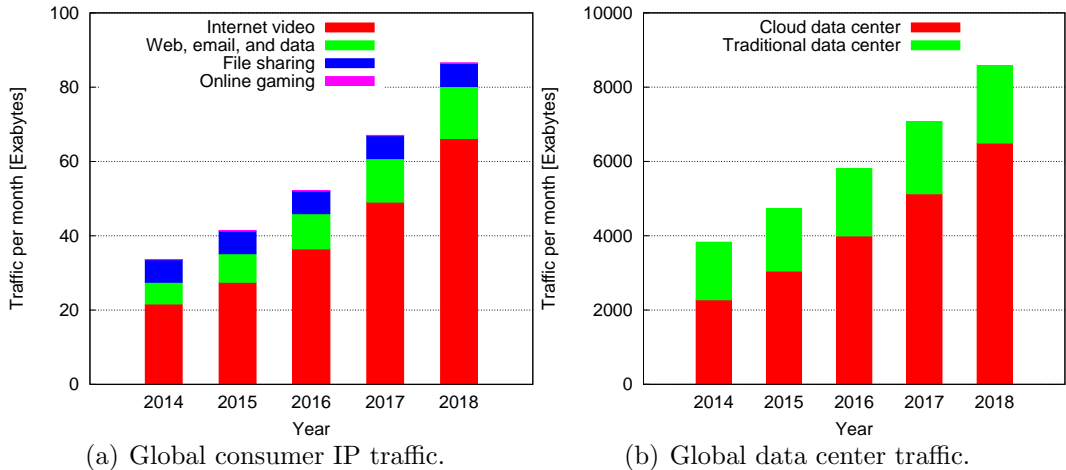 Internet video
Web, email, and data
File sharing
Online gaming
100
80
60
40
20
0
Traffic per month [Exabytes]
2014 2015 2016 2017 2018
Year
(a) Global consumer IP traffic.
Cloud data center
Traditional data center
10000
8000
6000
4000
2000
0
Traffic per month [Exabytes]
2014 2015 2016 2017 2018
Year
(b) Global data center traffic.